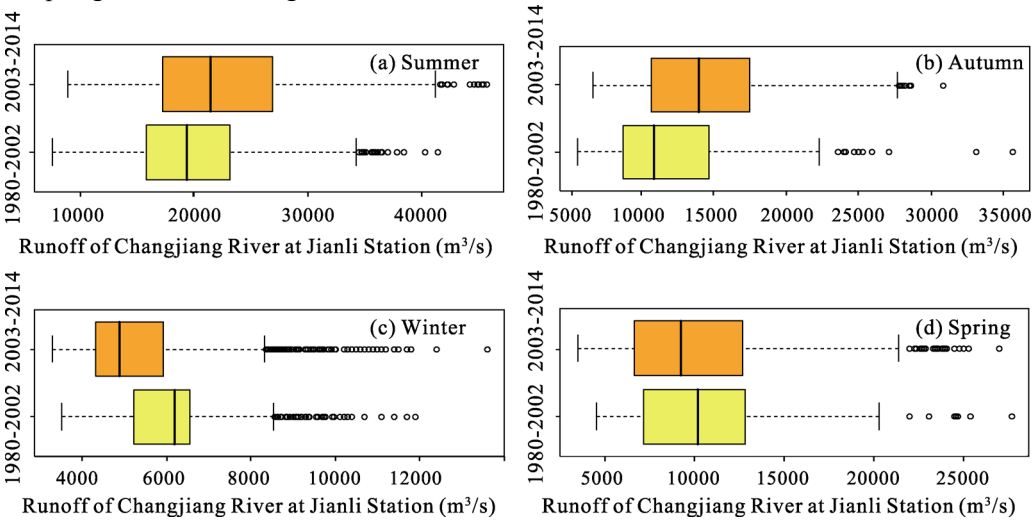 2003-2014
1980-2002
(a) Summer
10000 20000 30000 40000
Runoff of Changjiang River at Jianli Station (m³/s)
2003-2014
1980-2002
(b) Autumn
5000 10000 15000 20000 25000 30000 35000
Runoff of Changjiang River at Jianli Station (m³/s)
2003-2014
1980-2002
(c) Winter
4000 6000 8000 10000 12000
Runoff of Changjiang River at Jianli Station (m³/s)
2003-2014
1980-2002
(d) Spring
5000 10000 15000 20000 25000
Runoff of Changjiang River at Jianli Station (m³/s)